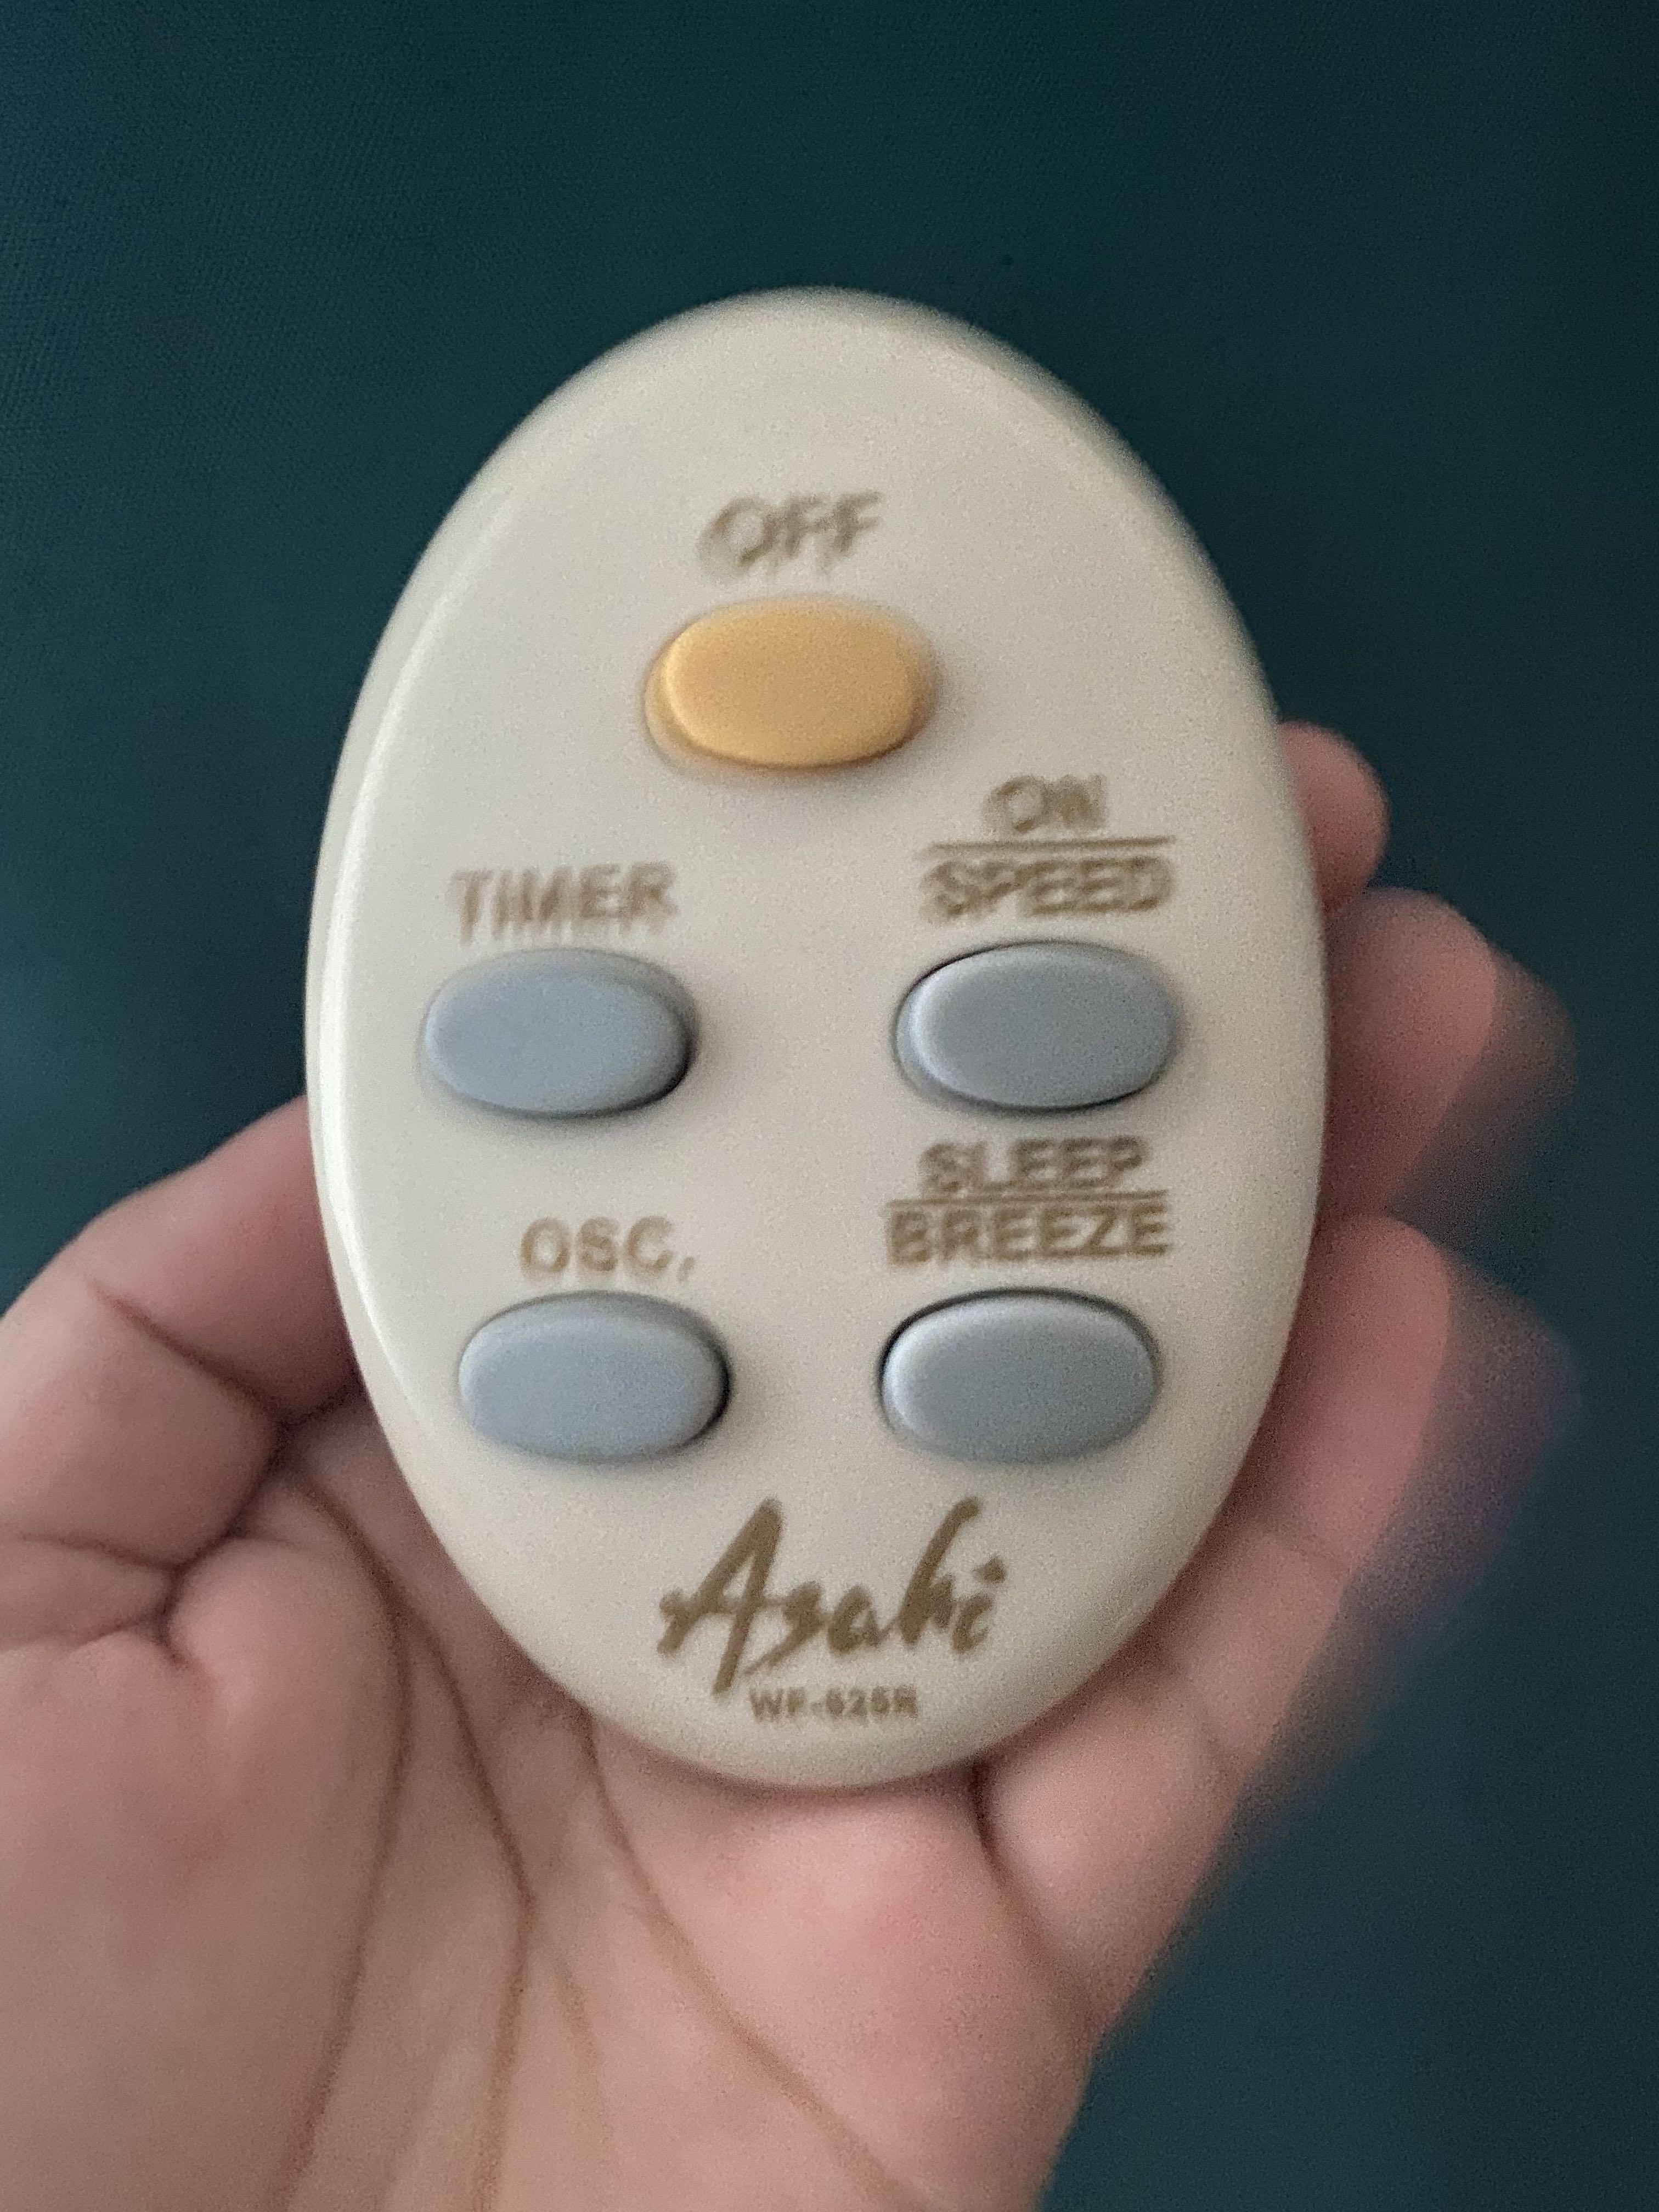 OFF
ON
TIMER
SPEED
SLEEP
OSC.
BREEZE
Asahi